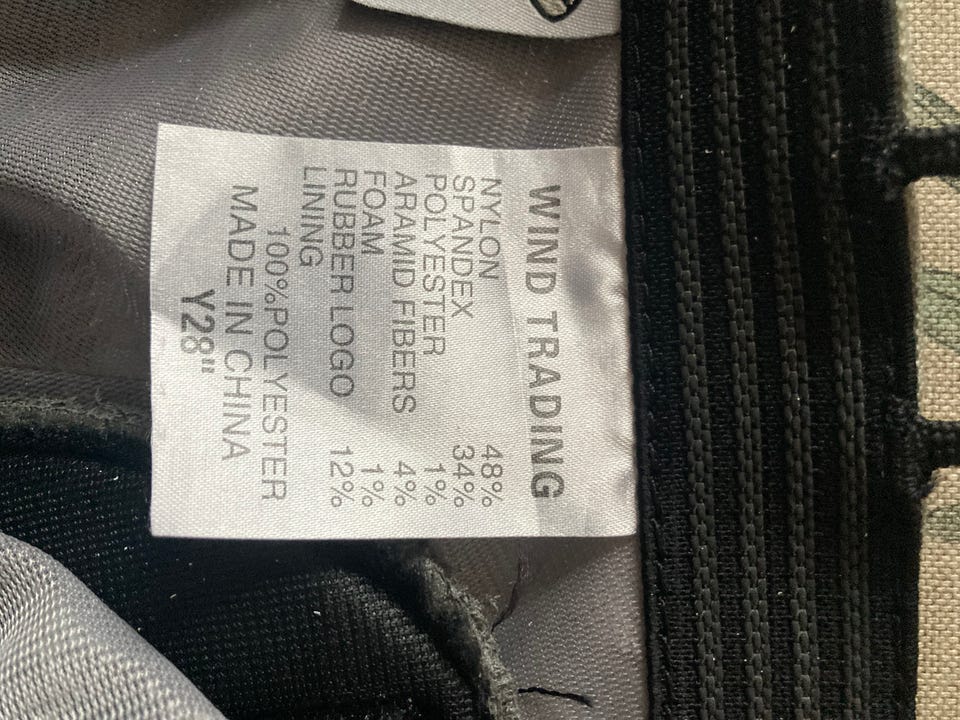 WIND TRADING
NYLON 48%
SPANDEX 34%
POLYESTER 1%
ARAMID FIBERS 4%
FOAM 1%
RUBBER LOGO 12%
LINING
100%POLYESTER
MADE IN CHINA
Y28"